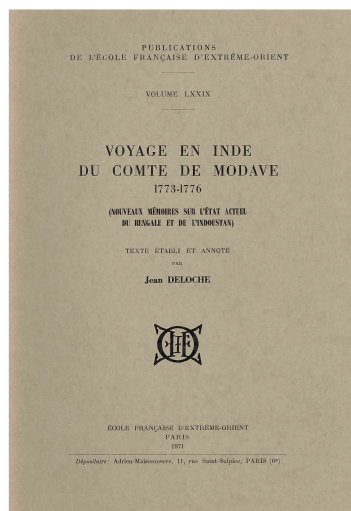 PUBLICATIONS
DE L'ÉCOLE FRANÇAISE D'EXTRÊME-ORIENT
VOLUME LXXIX
VOYAGE EN INDE
DU COMTE DE MODAVE
1773-1776
(NOUVEAUX MÉMOIRES SUR L'ÉTAT ACTUEL
DU BENGALE ET DE L'INDOUSTAN)
TEXTE ÉTABLI ET ANNOTÉ
PAR
Jean DELOCHE
ÉCOLE FRANÇAISE D'EXTRÊME-ORIENT
PARIS
1971
Dépositaire: Adrien-Maisonneuve, 11, rue Saint-Sulpice, PARIS (6e)